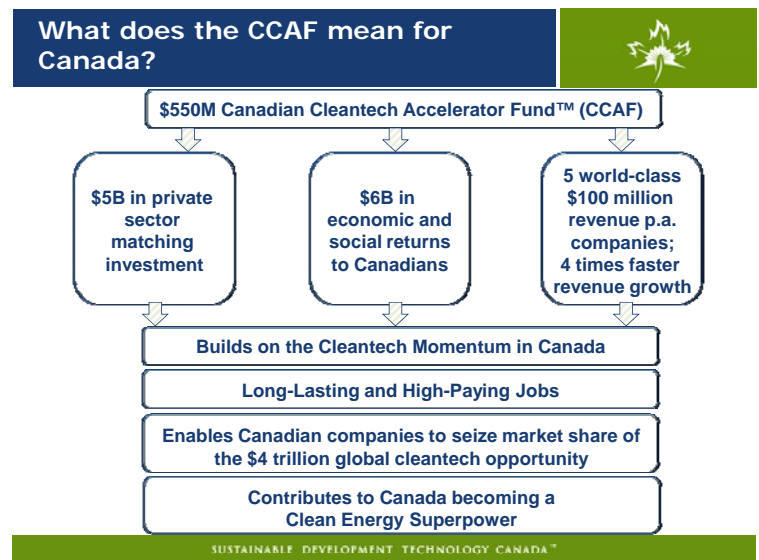 What does the CCAF mean for
Canada?
$550M Canadian Cleantech Accelerator Fund™ (CCAF)
$5B in private
sector
matching
investment
$6B in
economic and
social returns
to Canadians
5 world-class
$100 million
revenue p.a.
companies;
4 times faster
revenue growth
Builds on the Cleantech Momentum in Canada
Long-Lasting and High-Paying Jobs
Enables Canadian companies to seize market share of
the $4 trillion global cleantech opportunity
Contributes to Canada becoming a
Clean Energy Superpower
SUSTAINABLE DEVELOPMENT TECHNOLOGY CANADA™